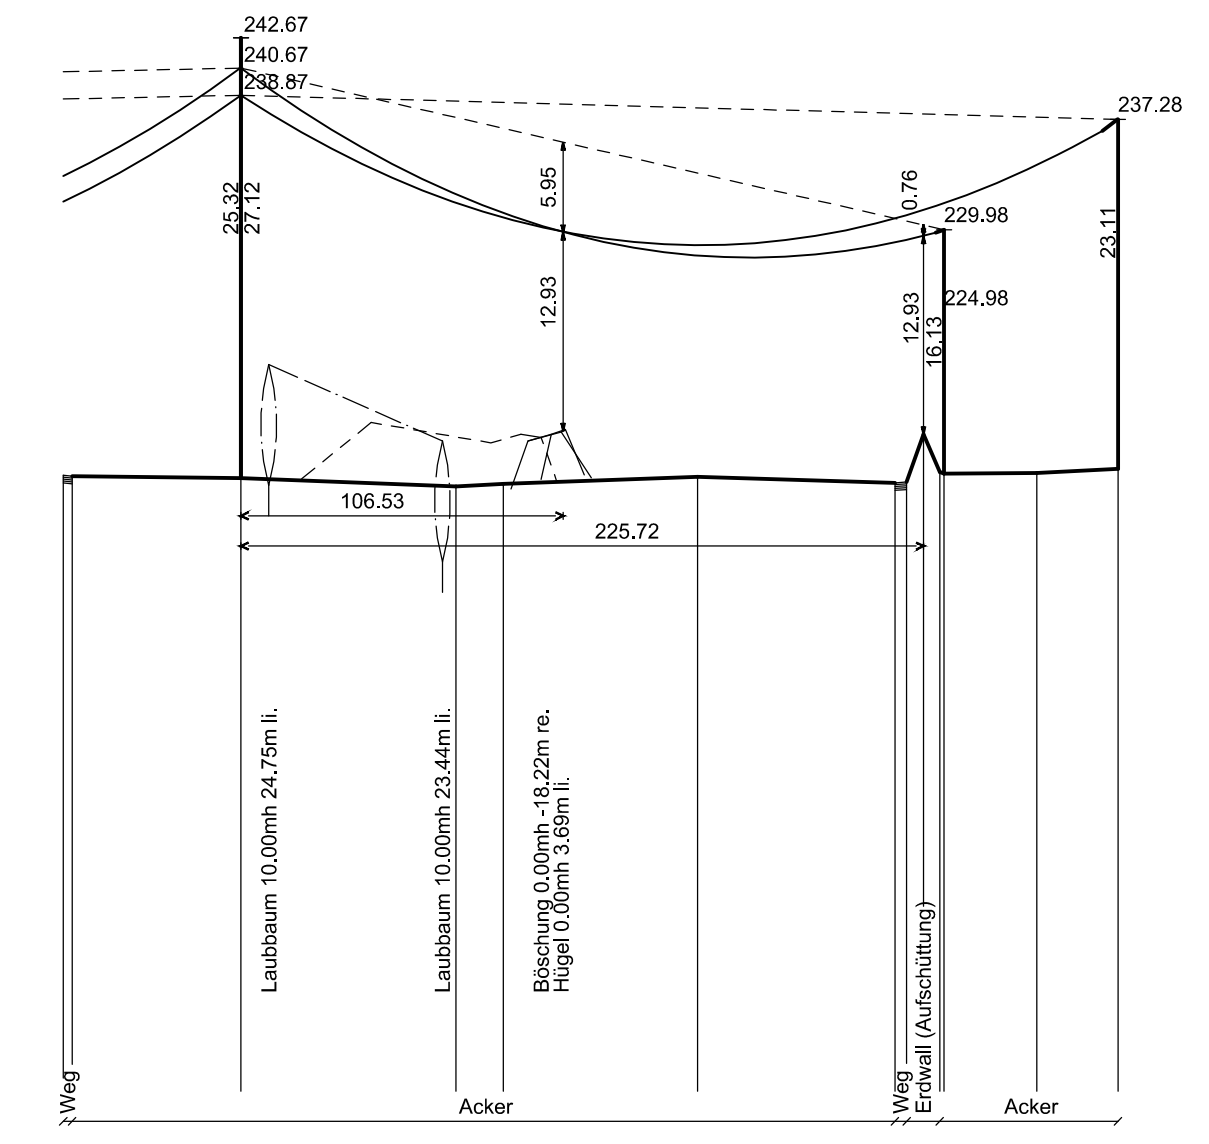 242.67
240.67
238.87
237.28
25.32
27.12
5.95
0.76
229.98
23.11
12.93
224.98
12.93
16.13
106.53
225.72
Laubbaum 10.00mh 24.75m li.
Laubbaum 10.00mh 23.44m li.
Böschung 0.00mh -18.22m re.
Hügel 0.00mh 3.69m li.
Weg
Acker
Weg
Erdwall (Aufschüttung)
Acker